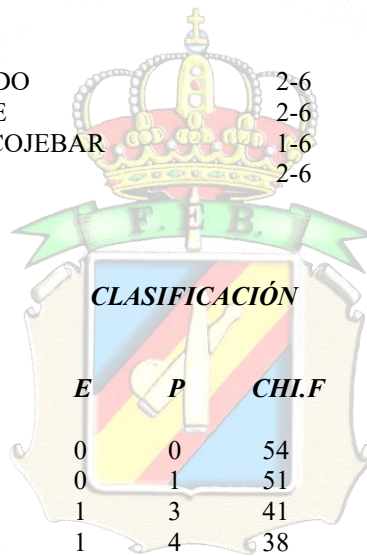 DO 2-6
E 2-6
COJEBAR 1-6
2-6
F. E. B.
CLASIFICACIÓN
E P CHI.F
0 0 54
0 1 51
1 3 41
1 4 38